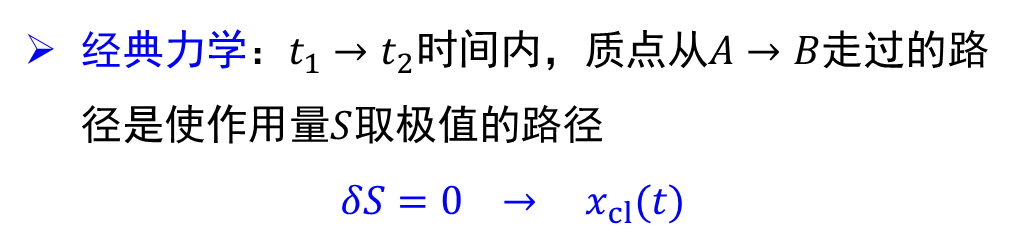 ➢ 经典力学：t₁ → t₂时间内，质点从A → B走过的路
径是使作用量S取极值的路径
δS = 0 → x_cl(t)